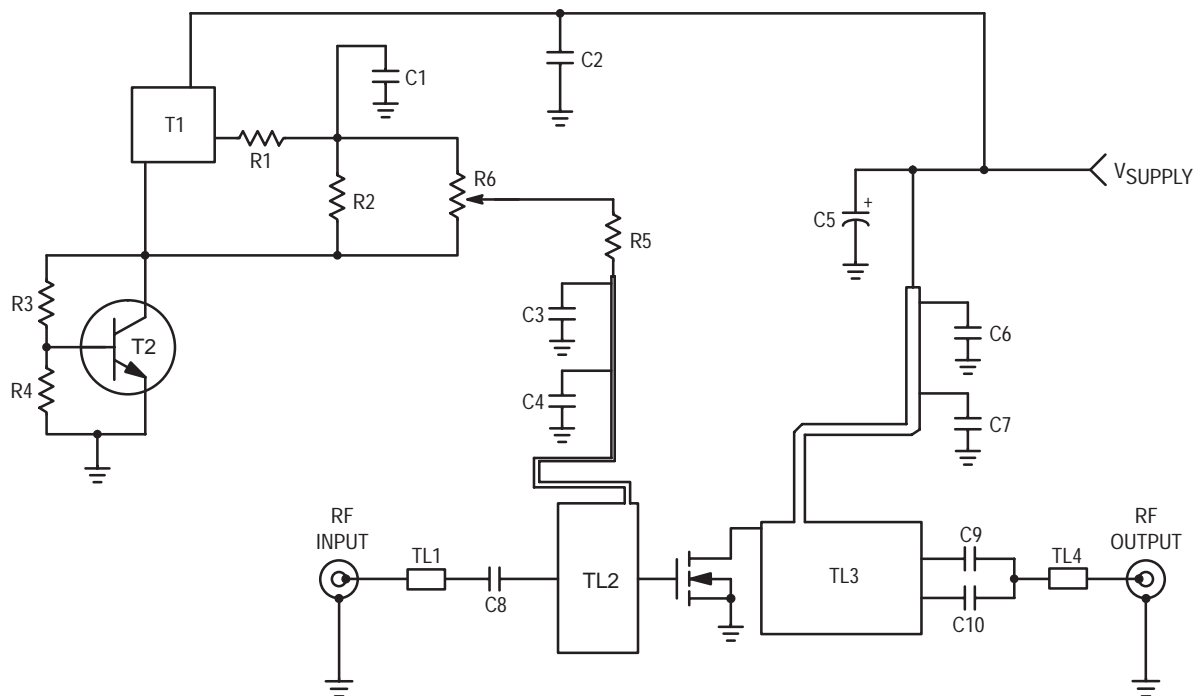 C2
C1
T1
R1
R2
R6
VSUPPLY
C5
+
R5
R3
T2
C3
C6
R4
C4
C7
RF
INPUT
TL1
C8
TL2
TL3
C9
C10
TL4
RF
OUTPUT